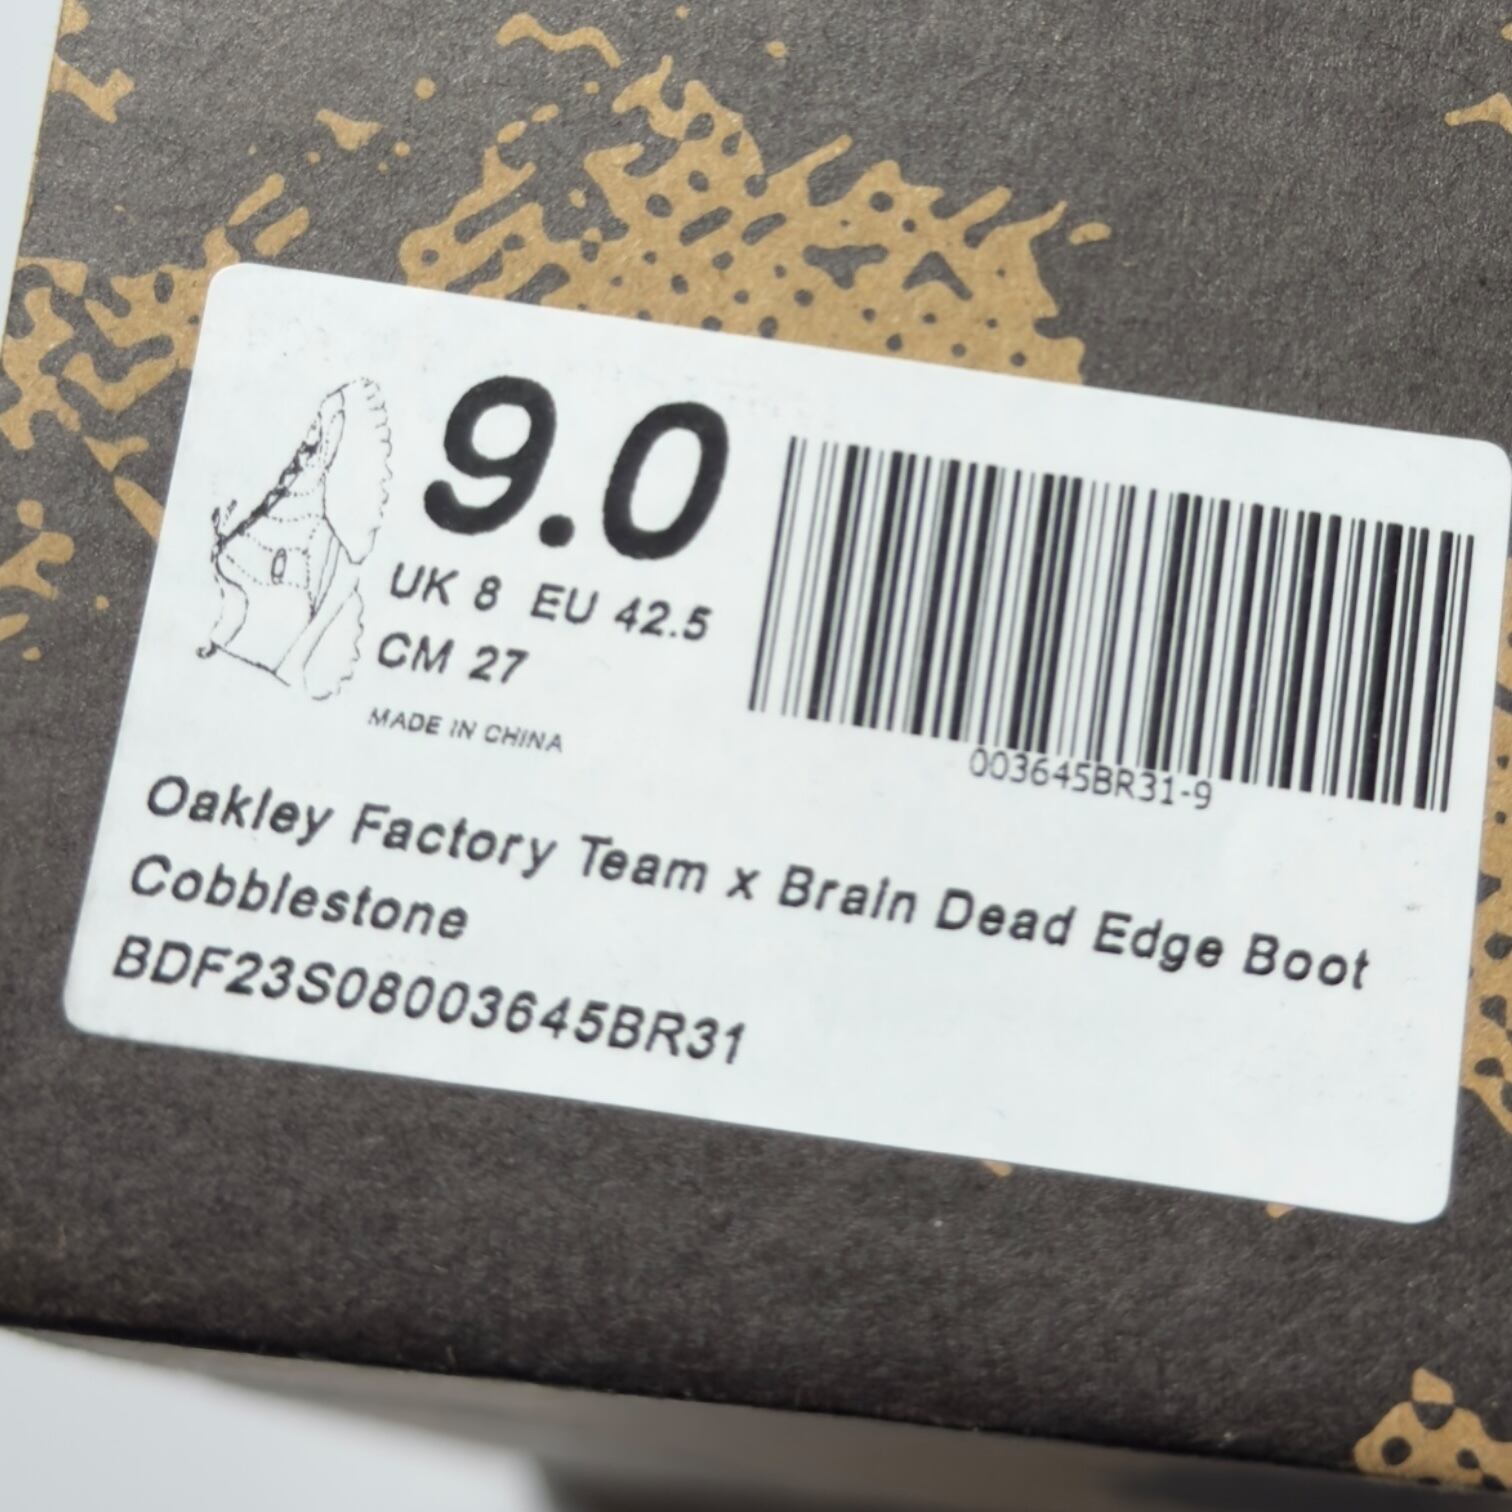 9.0
UK 8 EU 42.5
CM 27
MADE IN CHINA
003645BR31-9
Oakley Factory Team x Brain Dead Edge Boot
Cobblestone
BDF23S08003645BR31